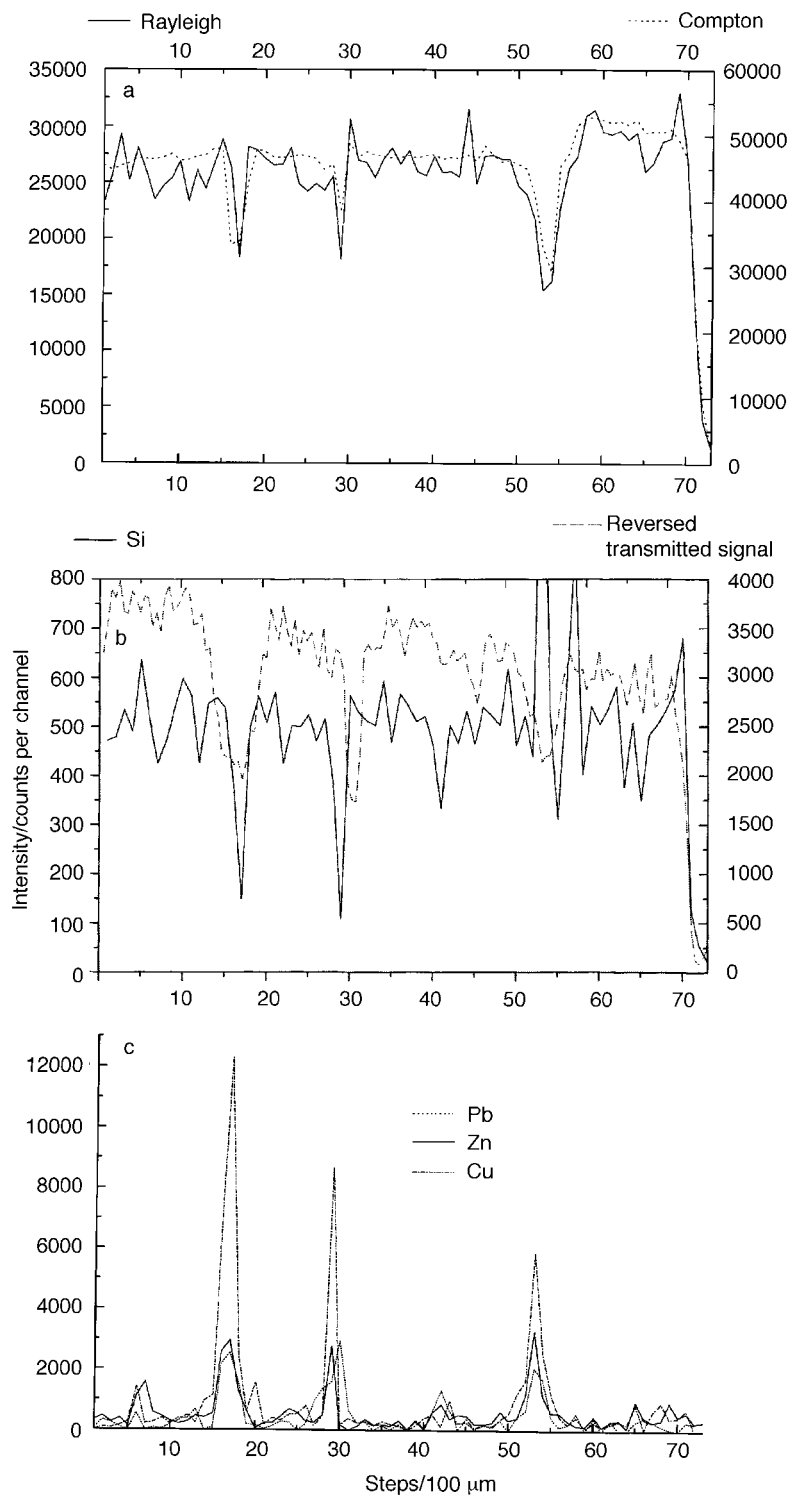 Rayleigh Compton
10 20 30 40 50 60 70
35000 60000
a
30000 50000
25000 40000
20000
30000
15000
20000
10000
5000 10000
0 0
10 20 30 40 50 60 70
Si Reversed
transmitted signal
800 4000
700 b 3500
600 3000
500 2500
400 2000
300 1500
200 1000
100 500
0 0
10 20 30 40 50 60 70
Intensity/counts per channel
c
12000
10000
8000
6000
4000
2000
0
Pb
Zn
Cu
10 20 30 40 50 60 70
Steps/100 µm